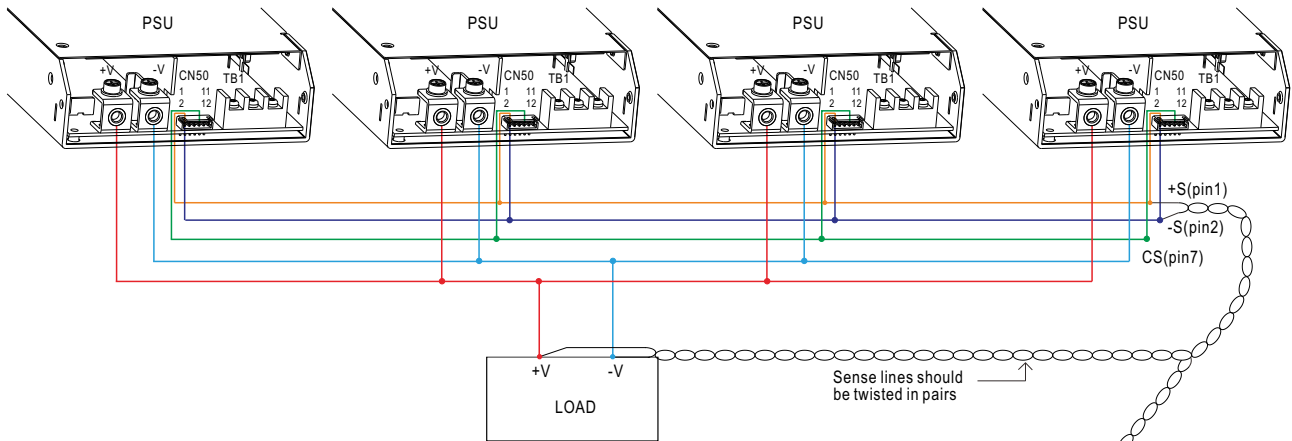 PSU PSU PSU PSU
+V -V CN50 TB1
1 11
2 12
+V -V CN50 TB1
1 11
2 12
+V -V CN50 TB1
1 11
2 12
+V -V CN50 TB1
1 11
2 12
+S(pin1)
-S(pin2)
CS(pin7)
+V -V
LOAD
Sense lines should
be twisted in pairs